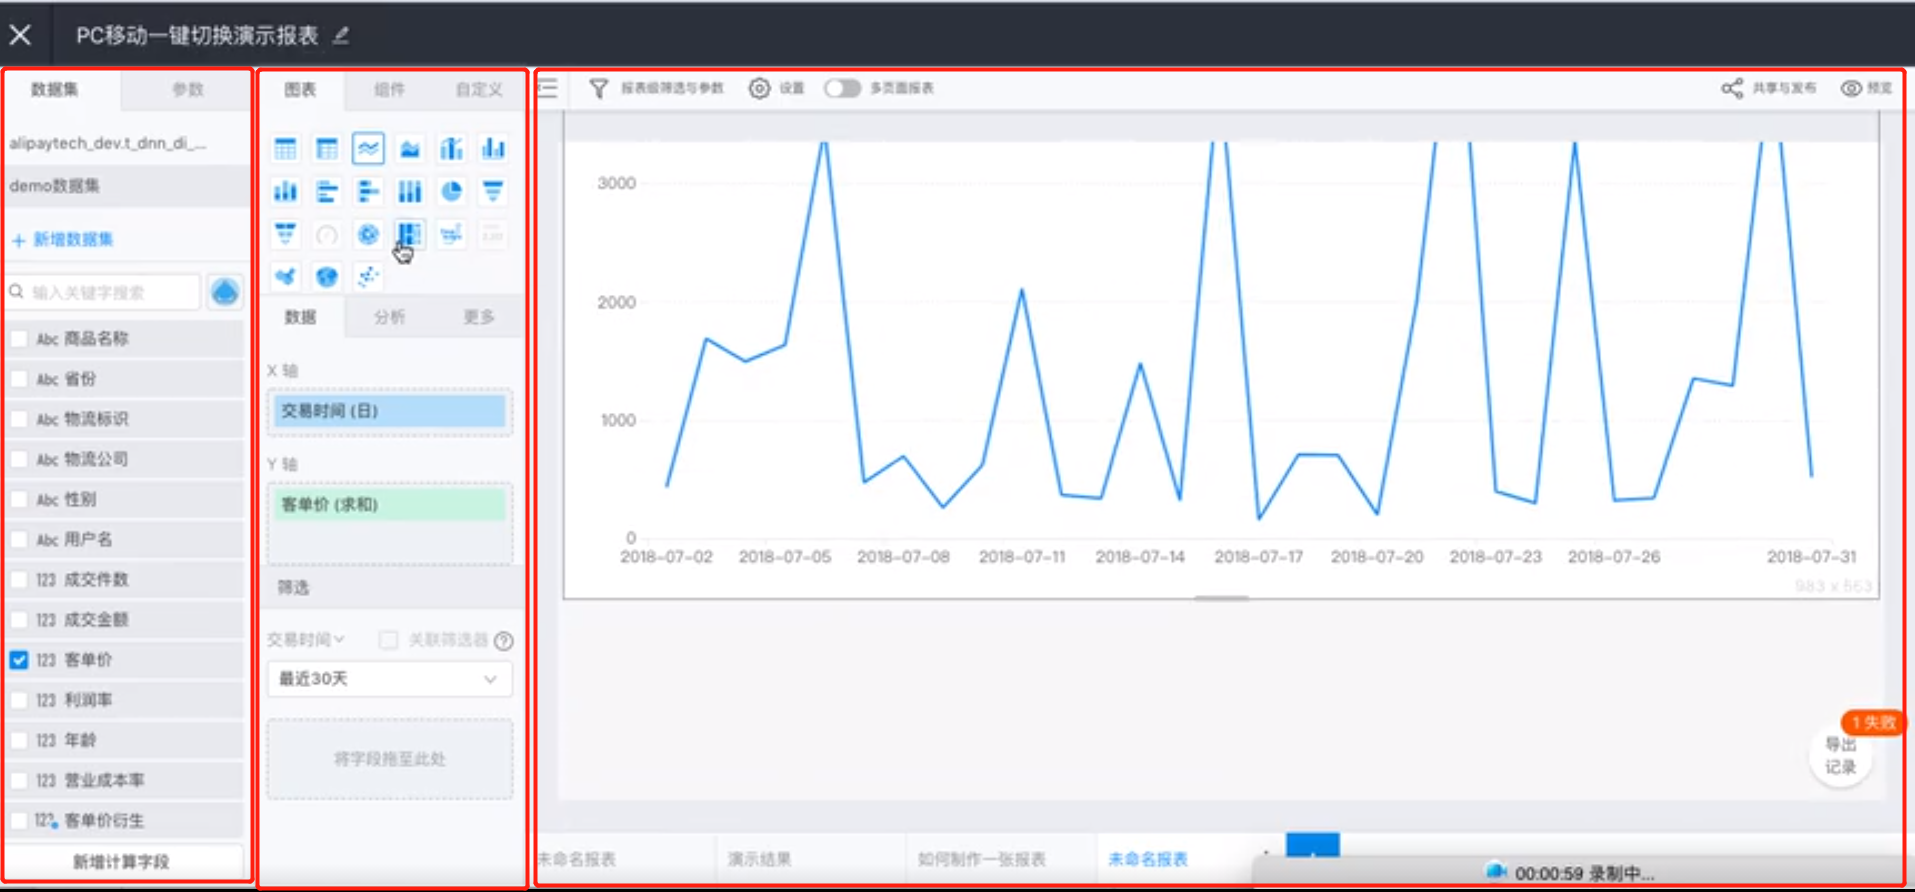 PC移动一键切换演示报表
数据集
参数
alipaytech_dev.t_dnn_di_...
demo数据集
+ 新增数据集
输入关键字搜索
Abc 商品名称
Abc 省份
Abc 物流标识
Abc 物流公司
Abc 性别
Abc 用户名
123 成交件数
123 成交金额
123 客单价
123 利润率
123 年龄
123 营业成本率
123 客单价衍生
新增计算字段
图表
组件
自定义
数据
分析
更多
X 轴
交易时间 (日)
Y 轴
客单价 (求和)
筛选
交易时间
关联筛选器
最近30天
将字段拖至此处
报表级筛选与参数
设置
多页面报表
共享与发布
预览
3000
2000
1000
0
2018-07-02
2018-07-05
2018-07-08
2018-07-11
2018-07-14
2018-07-17
2018-07-20
2018-07-23
2018-07-26
2018-07-31
983 x 563
1 失败
导出
记录
未命名报表
演示结果
如何制作一张报表
未命名报表
00:00:59 录制中...